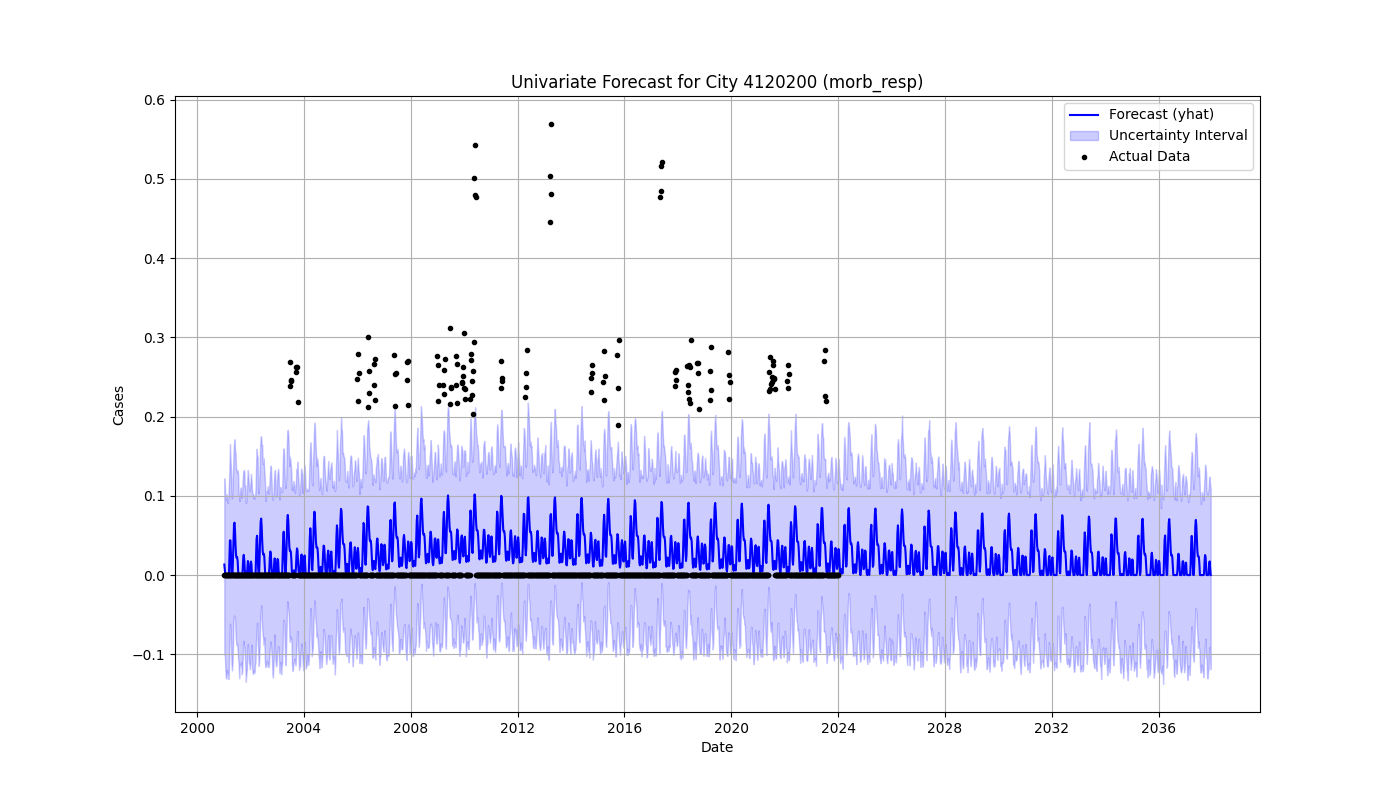 Univariate Forecast for City 4120200 (morb_resp)
Forecast (yhat)
Uncertainty Interval
Actual Data
Cases
0.6
0.5
0.4
0.3
0.2
0.1
0.0
−0.1
2000 2004 2008 2012 2016 2020 2024 2028 2032 2036
Date